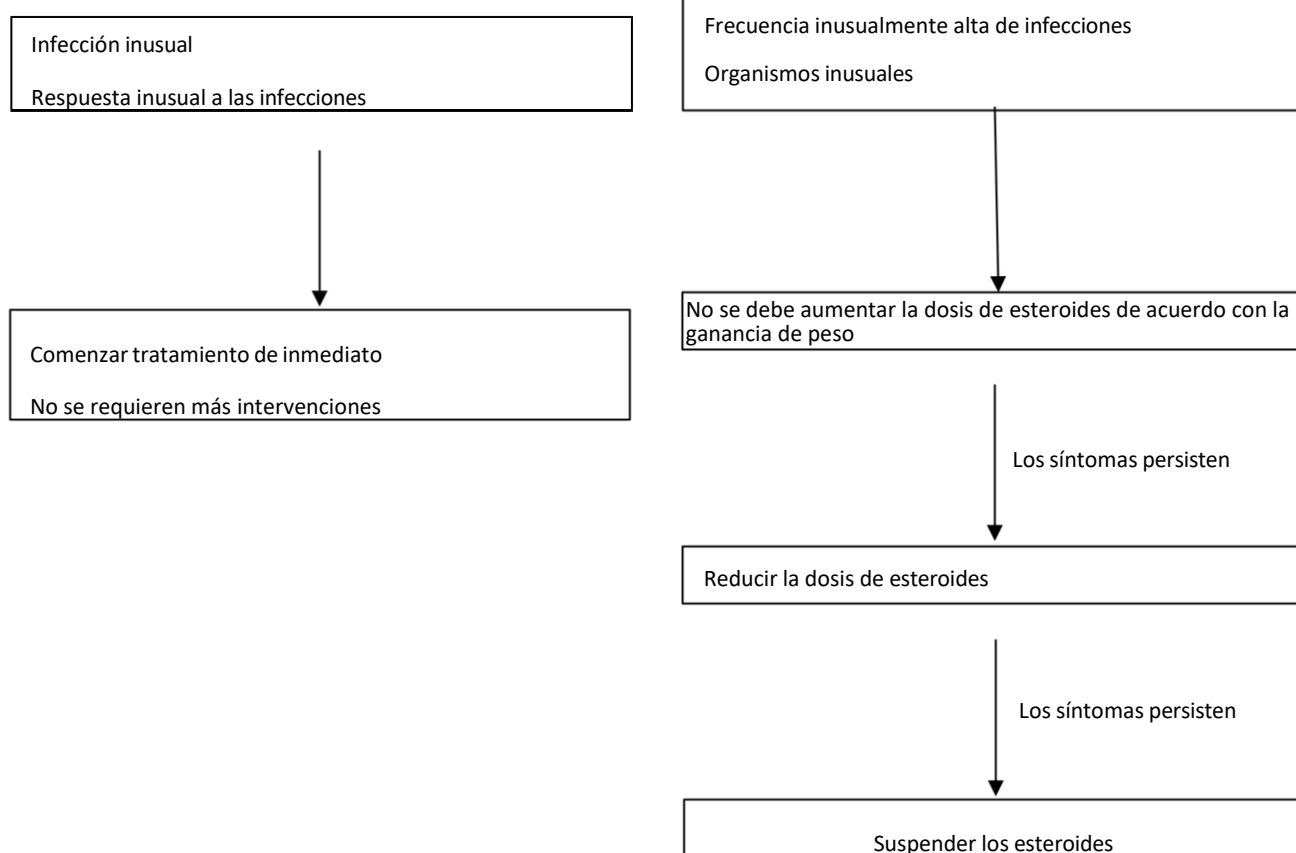 Infección inusual
Respuesta inusual a las infecciones
Comenzar tratamiento de inmediato
No se requieren más intervenciones
Frecuencia inusualmente alta de infecciones
Organismos inusuales
No se debe aumentar la dosis de esteroides de acuerdo con la
ganancia de peso
Los síntomas persisten
Reducir la dosis de esteroides
Los síntomas persisten
Suspender los esteroides